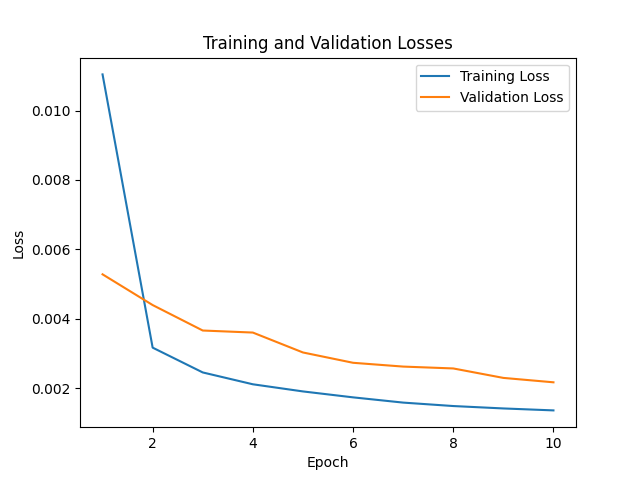 Training and Validation Losses
Training Loss
Validation Loss
0.010
0.008
0.006
0.004
0.002
Loss
2 4 6 8 10
Epoch